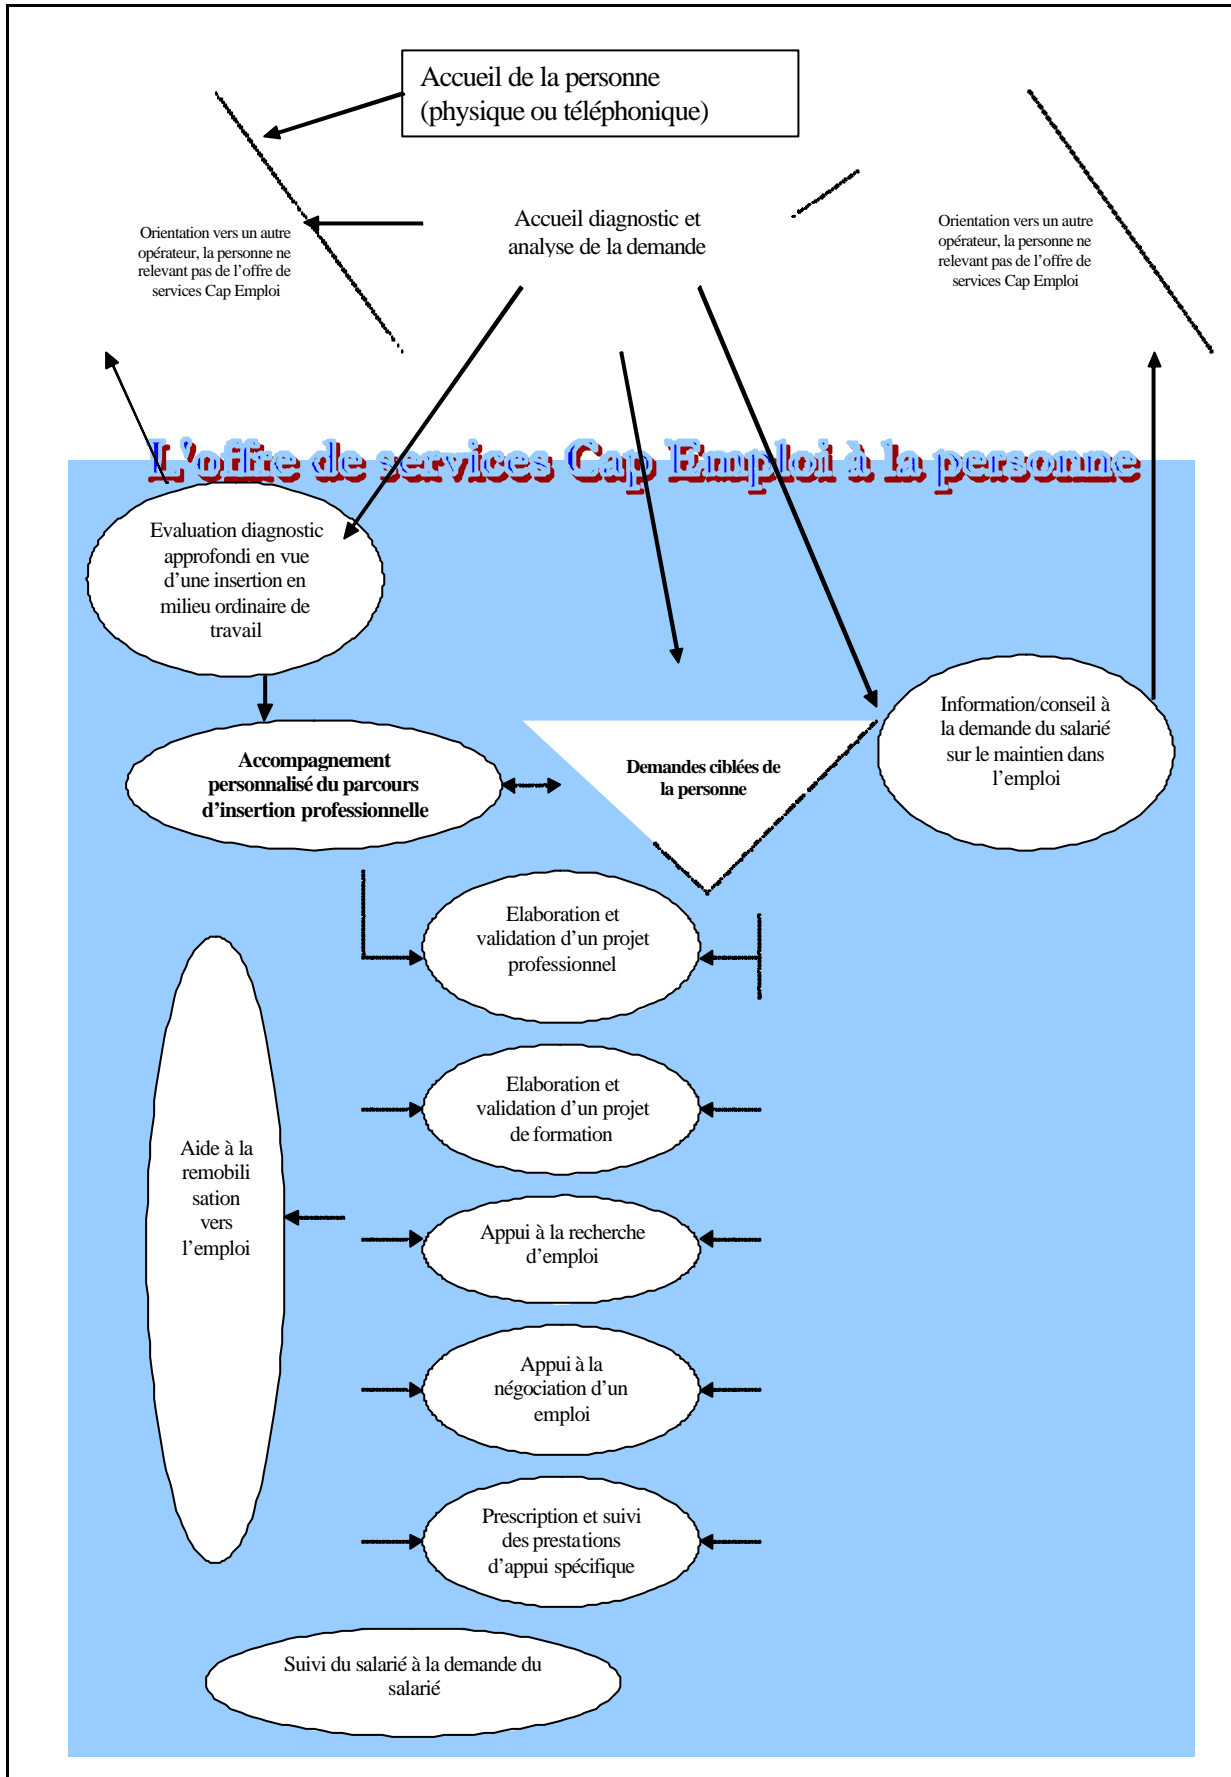 Accueil de la personne
(physique ou téléphonique)
Accueil diagnostic et
analyse de la demande
Orientation vers un autre
opérateur, la personne ne
relevant pas de l’offre de
services Cap Emploi
Orientation vers un autre
opérateur, la personne ne
relevant pas de l’offre de
services Cap Emploi
L'offre de services Cap Emploi à la personne
Evaluation diagnostic
approfondi en vue
d’une insertion en
milieu ordinaire de
travail
Information/conseil à
la demande du salarié
sur le maintien dans
l’emploi
Accompagnement
personnalisé du parcours
d’insertion professionnelle
Demandes ciblées de
la personne
Elaboration et
validation d’un projet
professionnel
Elaboration et
validation d’un projet
de formation
Aide à la
remobili
sation
vers
l’emploi
Appui à la recherche
d’emploi
Appui à la
négociation d’un
emploi
Prescription et suivi
des prestations
d’appui spécifique
Suivi du salarié à la demande du
salarié